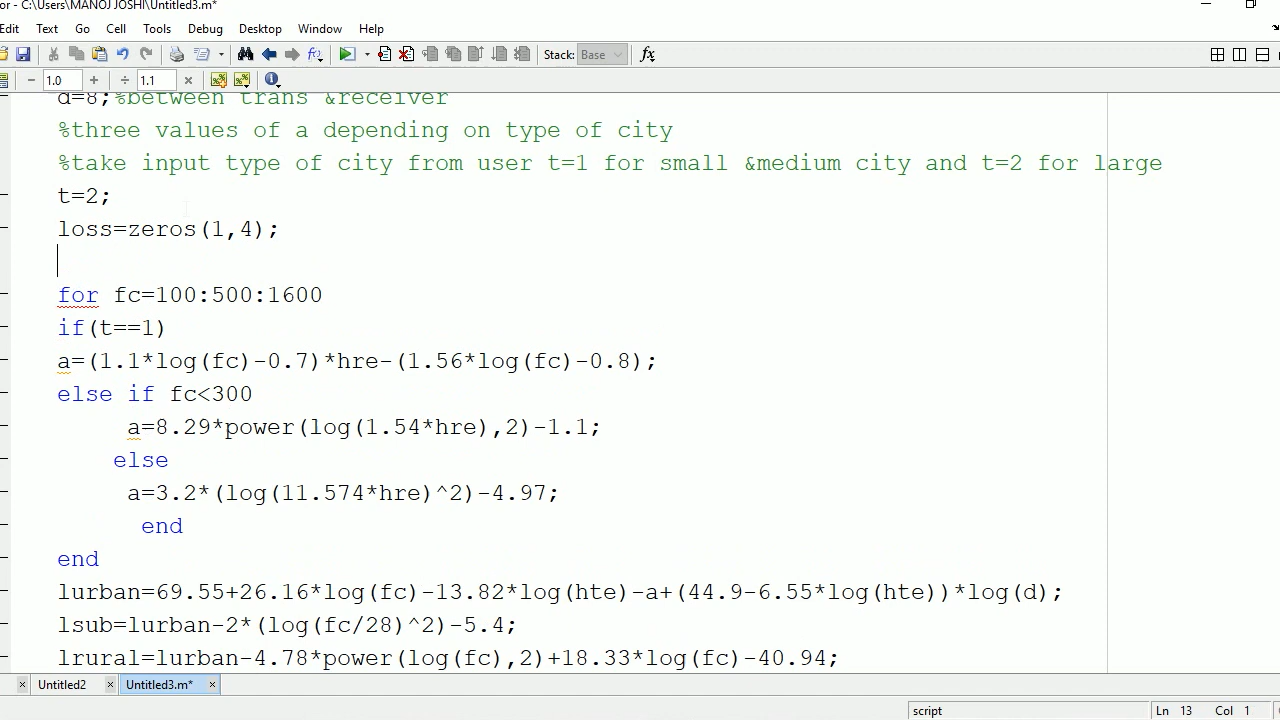 or - C:\Users\MANOJ JOSHI\Untitled3.m*
Edit Text Go Cell Tools Debug Desktop Window Help
Stack: Base fx
1.0 + ÷ 1.1 ×
d=8;%between trans &receiver
%three values of a depending on type of city
%take input type of city from user t=1 for small &medium city and t=2 for large
t=2;
loss=zeros(1,4);
for fc=100:500:1600
if(t==1)
a=(1.1*log(fc)-0.7)*hre-(1.56*log(fc)-0.8);
else if fc<300
a=8.29*power(log(1.54*hre),2)-1.1;
else
a=3.2*(log(11.574*hre)^2)-4.97;
end
end
lurban=69.55+26.16*log(fc)-13.82*log(hte)-a+(44.9-6.55*log(hte))*log(d);
lsub=lurban-2*(log(fc/28)^2)-5.4;
lrural=lurban-4.78*power(log(fc),2)+18.33*log(fc)-40.94;
Untitled2 Untitled3.m*
script Ln 13 Col 1